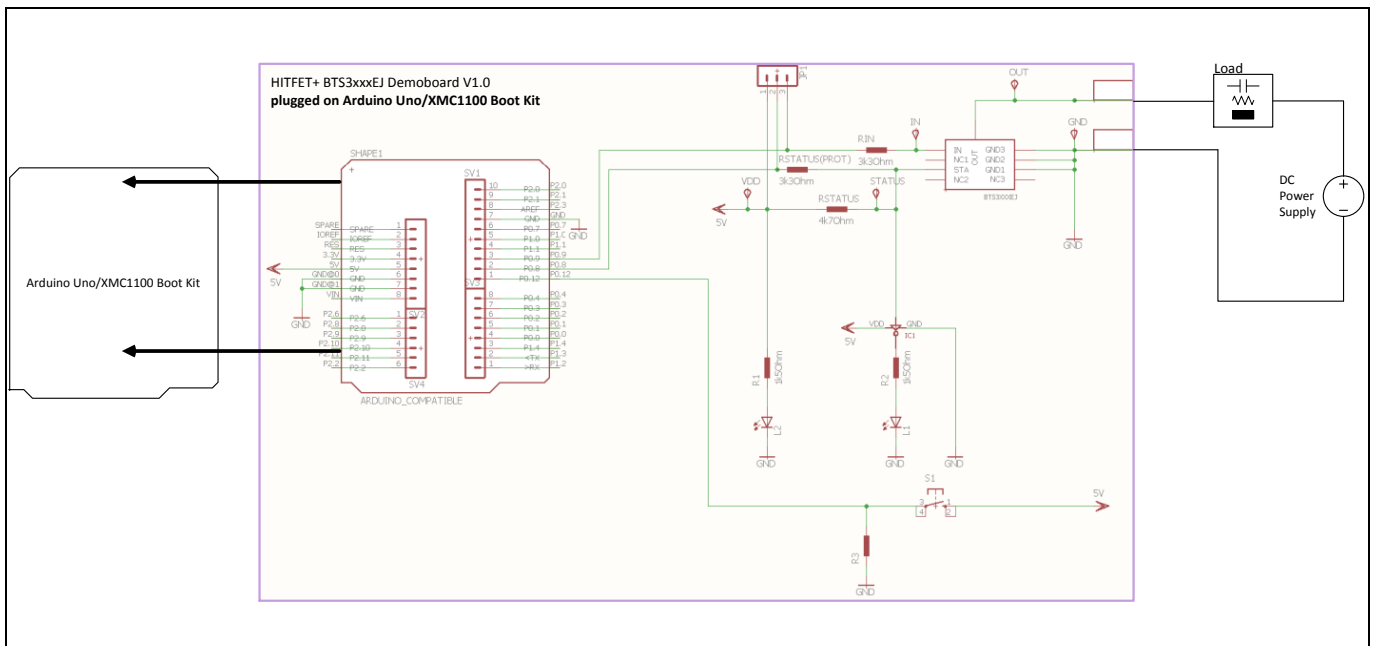 HITFET+ BTS3xxxEJ Demoboard V1.0
plugged on Arduino Uno/XMC1100 Boot Kit
JP1
1 2 3
OUT
Load
IN
GND
RIN
3k3Ohm
RSTATUS(PROT)
3k3Ohm
IN
NC1
STA
NC2
OUT
GND3
GND2
GND1
NC3
BTS3000EJ
VDD
STATUS
RSTATUS
4k7Ohm
5V
GND
DC
Power
Supply
SHAPE1
SV1
10 P2.0 P2.0
9 P2.1 P2.1
8 AREF P2.3
7 GND GND
6 P0.7 P0.7
5 P1.0 P1.0
4 P1.1 P1.1
3 P0.9 P0.9
2 P0.8 P0.8
1 P0.12 P0.12
GND
SPARE SPARE 1
IOREF IOREF 2
RES RES 3
3.3V 3.3V 4
5V 5V 5
GND@0 GND 6
GND@1 GND 7
VIN VIN 8
5V
GND
SV2
SV3
8 P0.4 P0.4
7 P0.3 P0.3
6 P0.2 P0.2
5 P0.1 P0.1
4 P0.0 P0.0
3 P1.4 P1.4
2 <TX P1.3
1 >RX P1.2
P2.6 P2.6 1
P2.8 P2.8 2
P2.9 P2.9 3
P2.10 P2.10 4
P2.11 P2.11 5
P2.2 P2.2 6
SV4
ARDUINO_COMPATIBLE
Arduino Uno/XMC1100 Boot Kit
VDD
GND
IC1
5V
R1
1k5Ohm
R2
1k5Ohm
L2
L1
GND
GND
GND
S1
3
4
1
2
5V
R3
GND